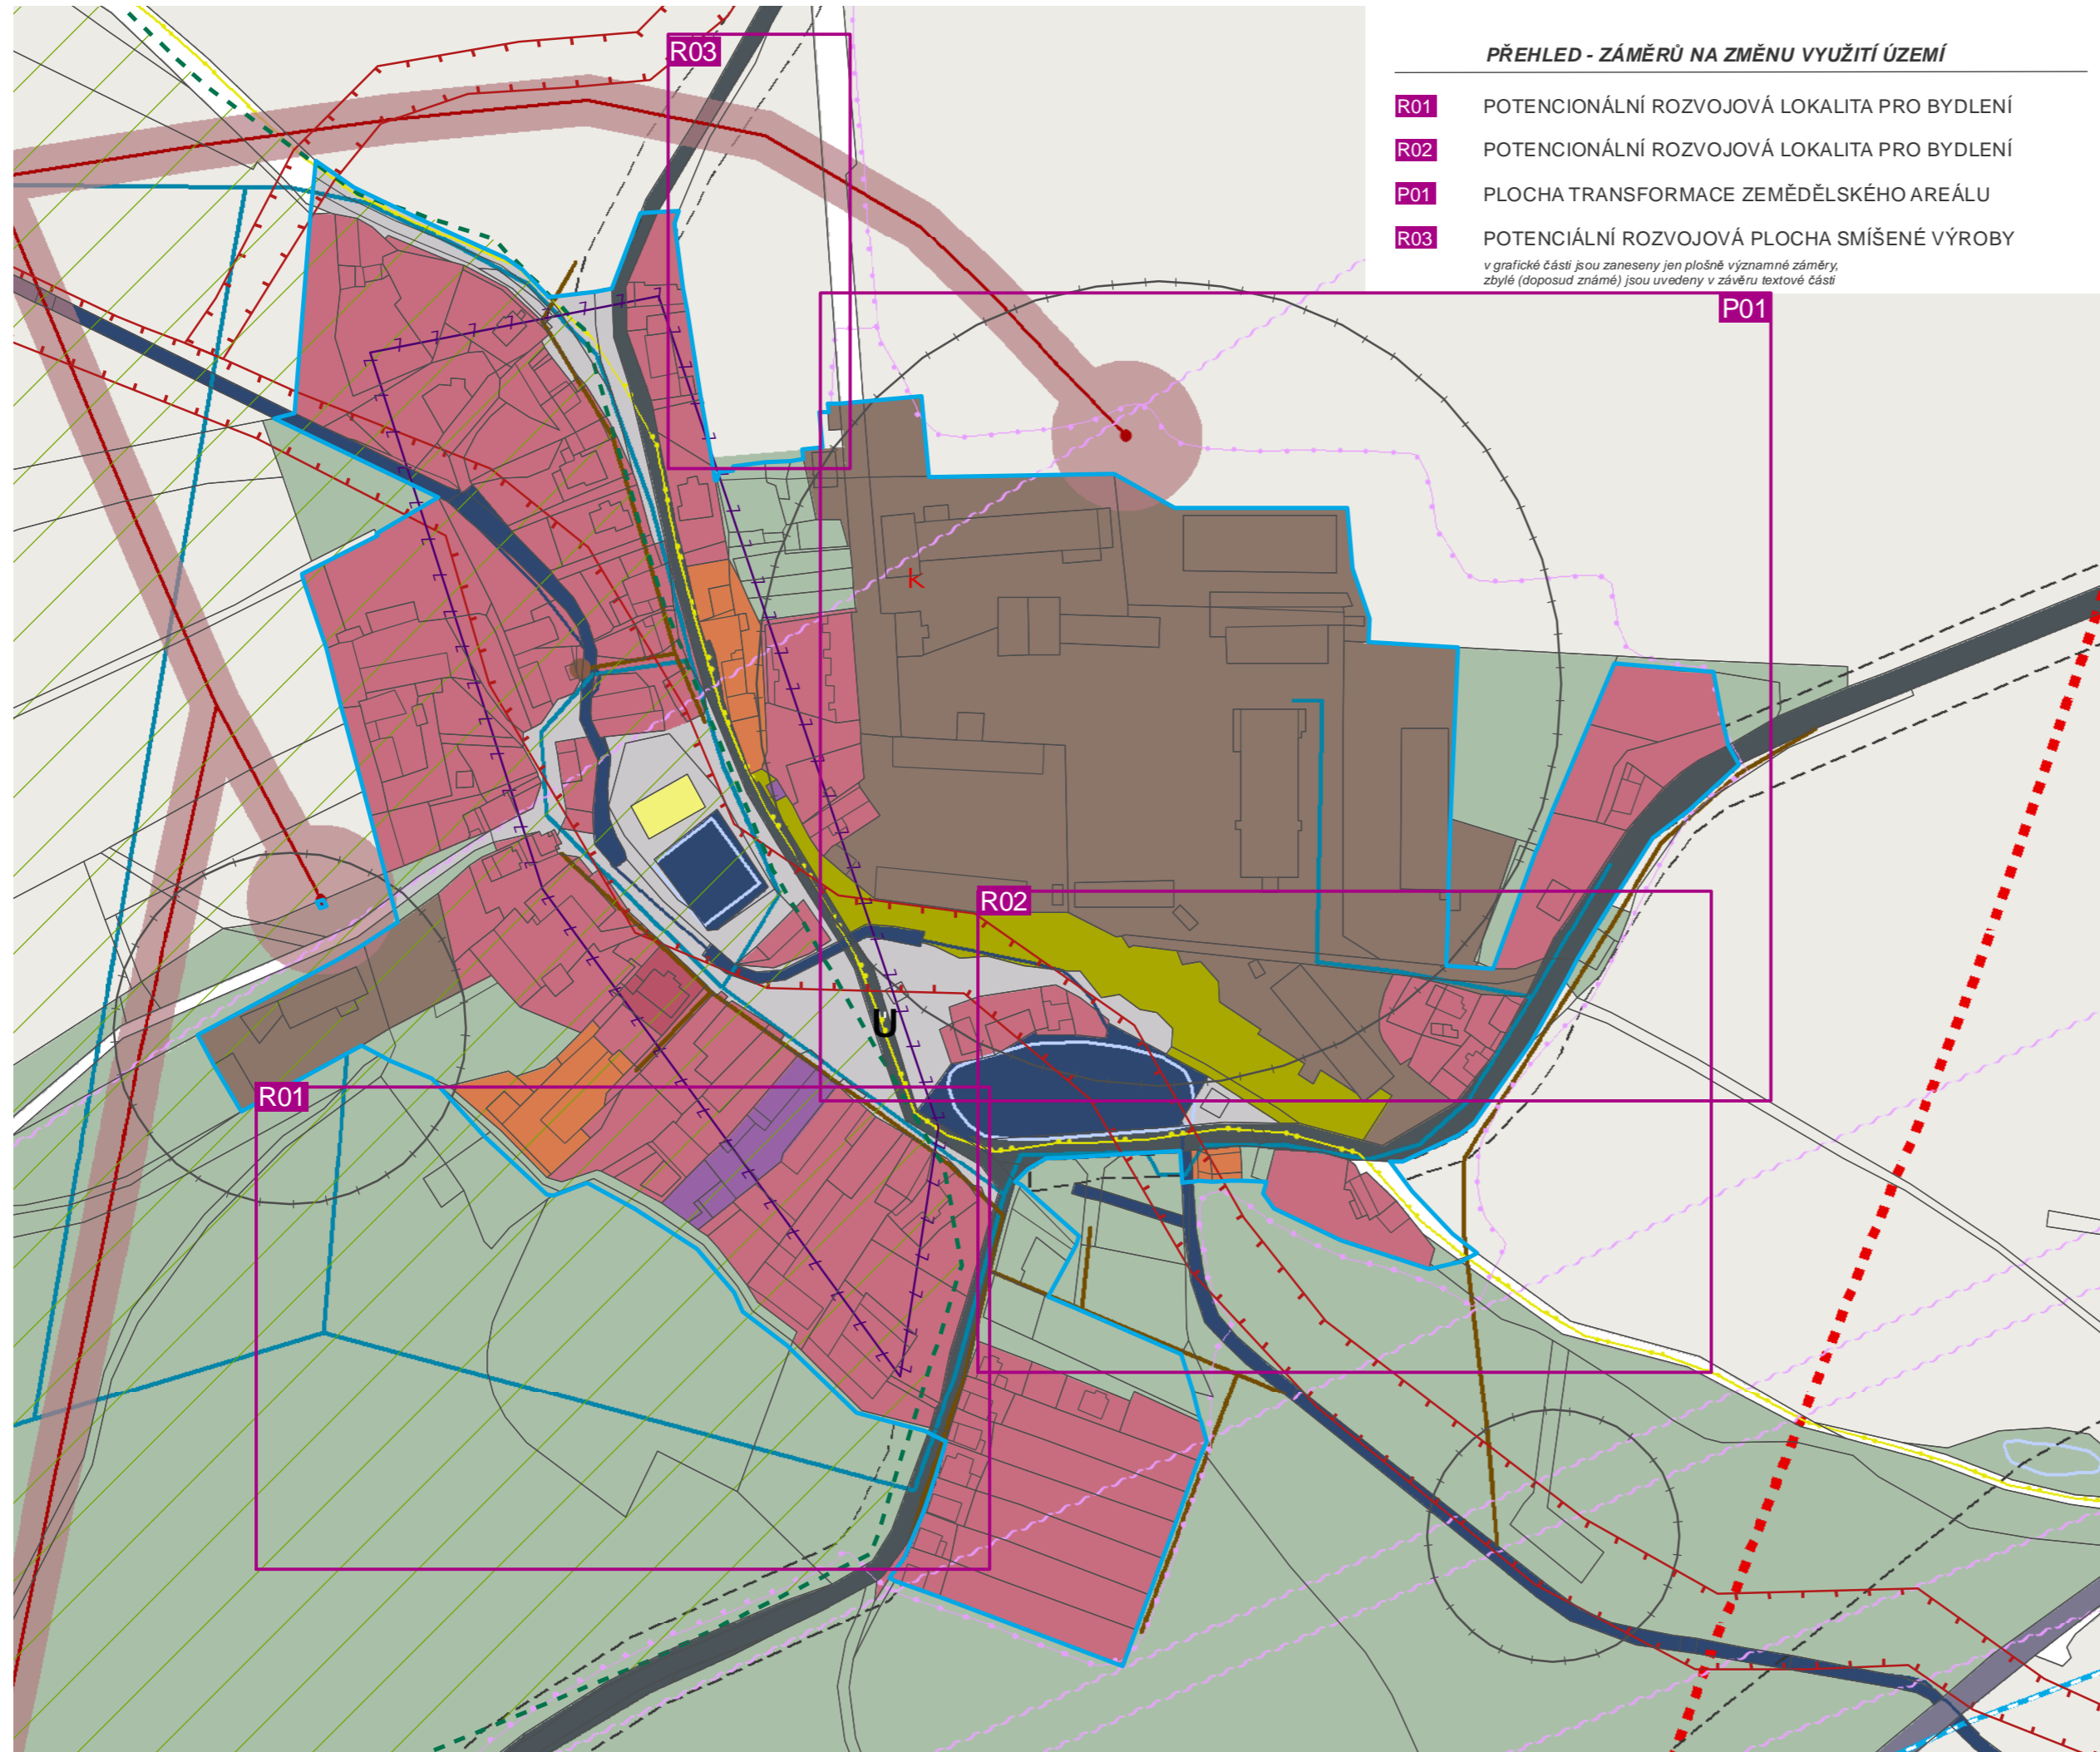 PŘEHLED - ZÁMĚRŮ NA ZMĚNU VYUŽITÍ ÚZEMÍ
R01 POTENCIONÁLNÍ ROZVOJOVÁ LOKALITA PRO BYDLENÍ
R02 POTENCIONÁLNÍ ROZVOJOVÁ LOKALITA PRO BYDLENÍ
P01 PLOCHA TRANSFORMACE ZEMĚDĚLSKÉHO AREÁLU
R03 POTENCIÁLNÍ ROZVOJOVÁ PLOCHA SMÍŠENÉ VÝROBY
v grafické části jsou zaneseny jen plošně významné záměry,
zbylé (doposud známé) jsou uvedeny v závěru textové části
R03
P01
k
R02
U
R01